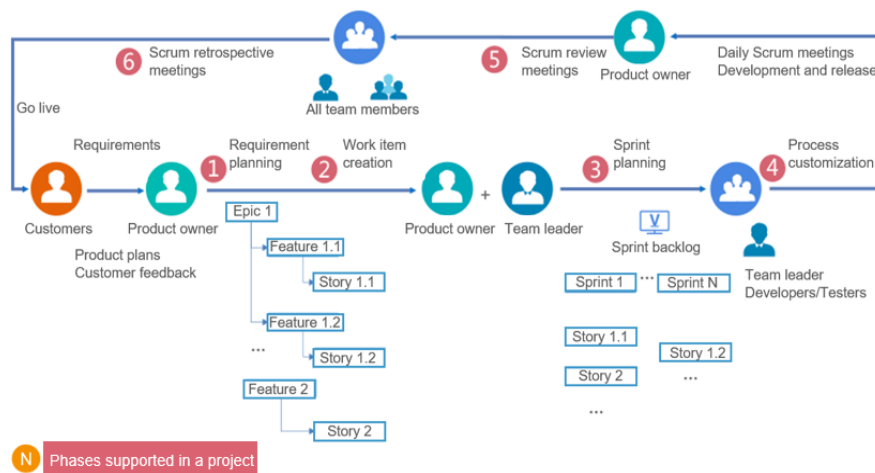 6
Scrum retrospective
meetings
5
Scrum review
meetings
Product owner
Daily Scrum meetings
Development and release
All team members
Go live
Requirements
1
Requirement
planning
2
Work item
creation
3
Sprint
planning
4
Process
customization
+
Customers
Product owner
Product owner
Team leader
Product plans
Customer feedback
Epic 1
Feature 1.1
Story 1.1
Feature 1.2
...
Story 1.2
Feature 2
Story 2
Sprint backlog
Team leader
Developers/Testers
Sprint 1
...
Sprint N
Story 1.1
Story 1.2
Story 2
...
...
N
Phases supported in a project